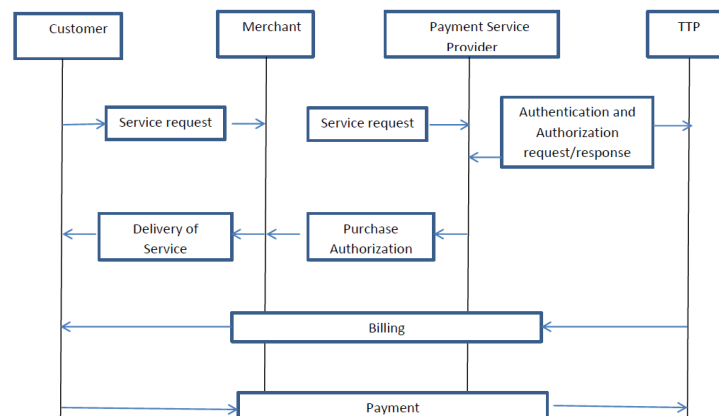 Customer
Merchant
Payment Service
Provider
TTP
Service request
Service request
Authentication and
Authorization
request/response
Delivery of
Service
Purchase
Authorization
Billing
Payment